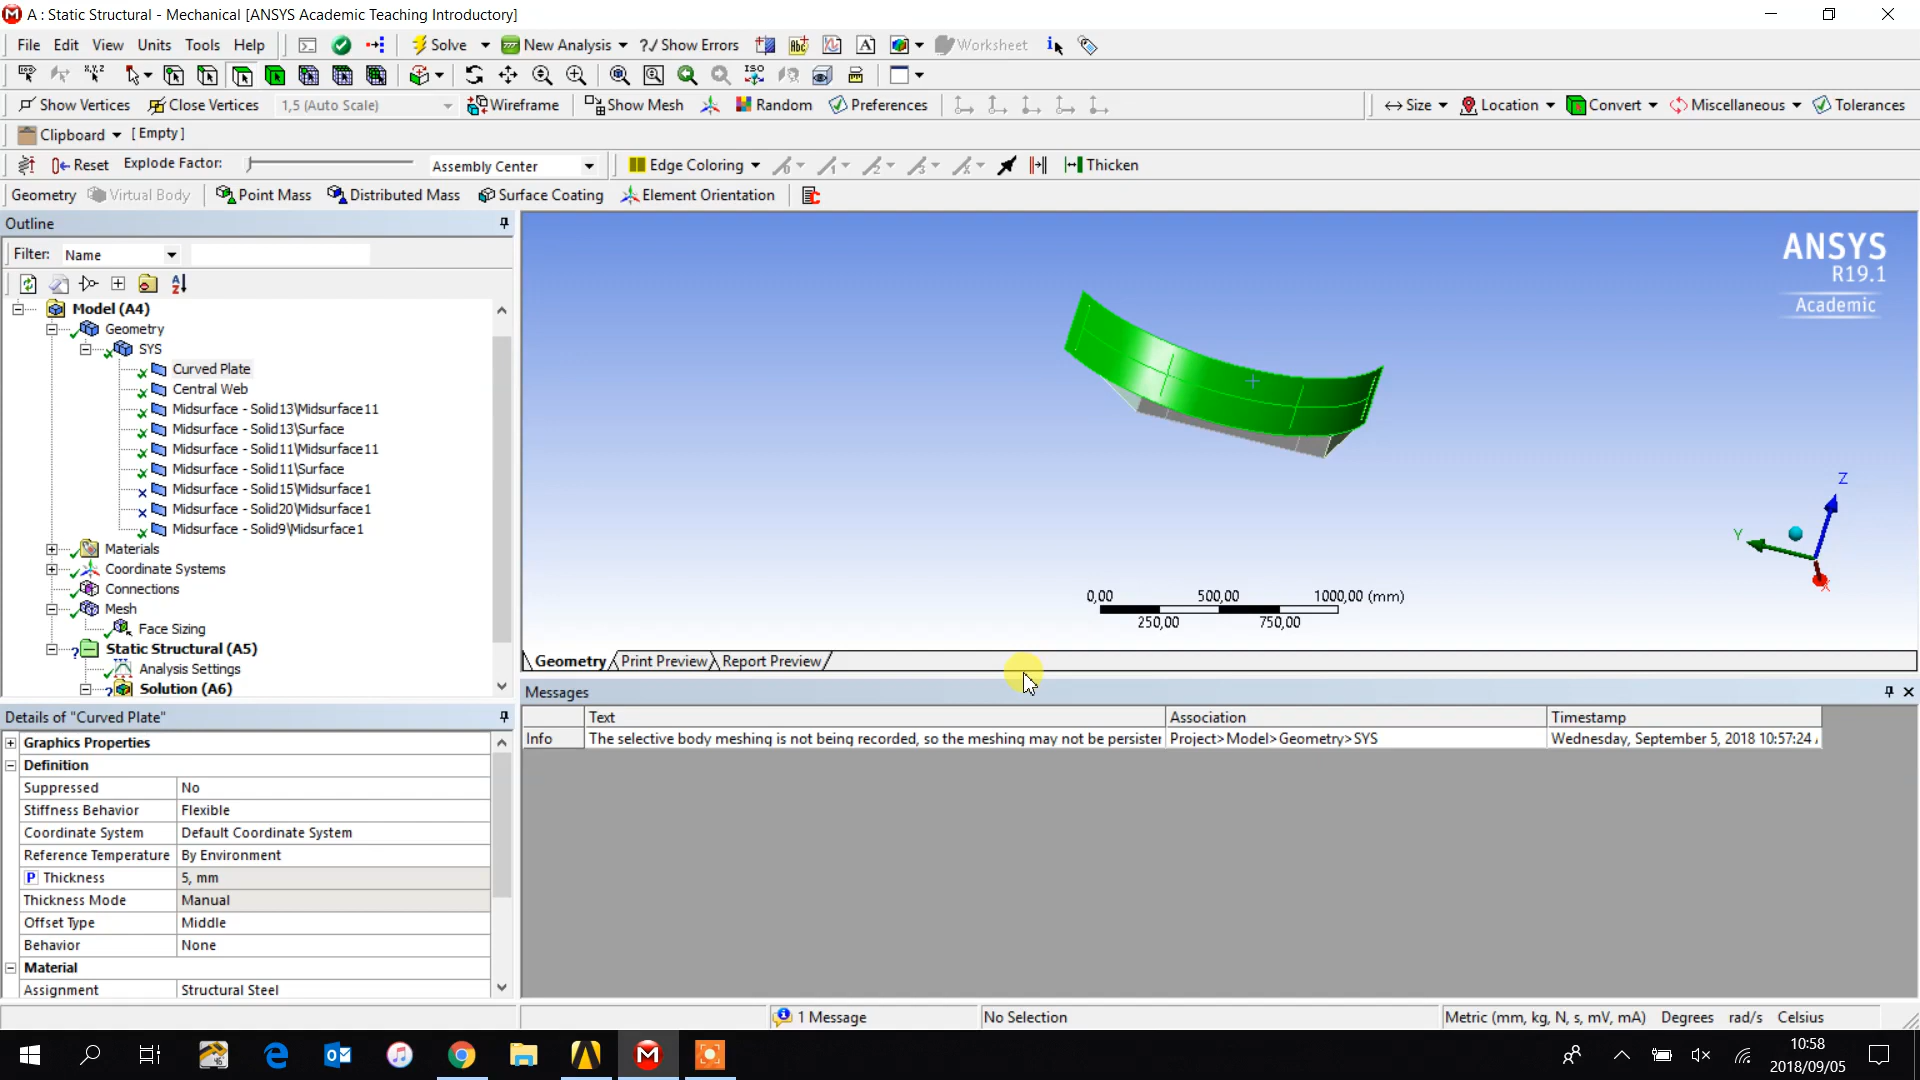 A : Static Structural - Mechanical [ANSYS Academic Teaching Introductory]
File Edit View Units Tools Help Solve New Analysis ?/ Show Errors Worksheet
Show Vertices Close Vertices 1,5 (Auto Scale) Wireframe Show Mesh Random Preferences Size Location Convert Miscellaneous Tolerances
Clipboard [Empty]
Reset Explode Factor: Assembly Center Edge Coloring Thicken
Geometry Virtual Body Point Mass Distributed Mass Surface Coating Element Orientation
Outline
Filter: Name
Model (A4)
Geometry
SYS
Curved Plate
Central Web
Midsurface - Solid13\Midsurface11
Midsurface - Solid13\Surface
Midsurface - Solid11\Midsurface11
Midsurface - Solid11\Surface
Midsurface - Solid15\Midsurface1
Midsurface - Solid20\Midsurface1
Midsurface - Solid9\Midsurface1
Materials
Coordinate Systems
Connections
Mesh
Face Sizing
Static Structural (A5)
Analysis Settings
Solution (A6)
ANSYS
R19.1
Academic
Z
Y
X
0,00 500,00 1000,00 (mm)
250,00 750,00
Geometry Print Preview Report Preview
Details of "Curved Plate"
Graphics Properties
Definition
Suppressed No
Stiffness Behavior Flexible
Coordinate System Default Coordinate System
Reference Temperature By Environment
P Thickness 5, mm
Thickness Mode Manual
Offset Type Middle
Behavior None
Material
Assignment Structural Steel
Messages
Text Association Timestamp
Info The selective body meshing is not being recorded, so the meshing may not be persister Project>Model>Geometry>SYS Wednesday, September 5, 2018 10:57:24
1 Message No Selection Metric (mm, kg, N, s, mV, mA) Degrees rad/s Celsius
10:58
2018/09/05